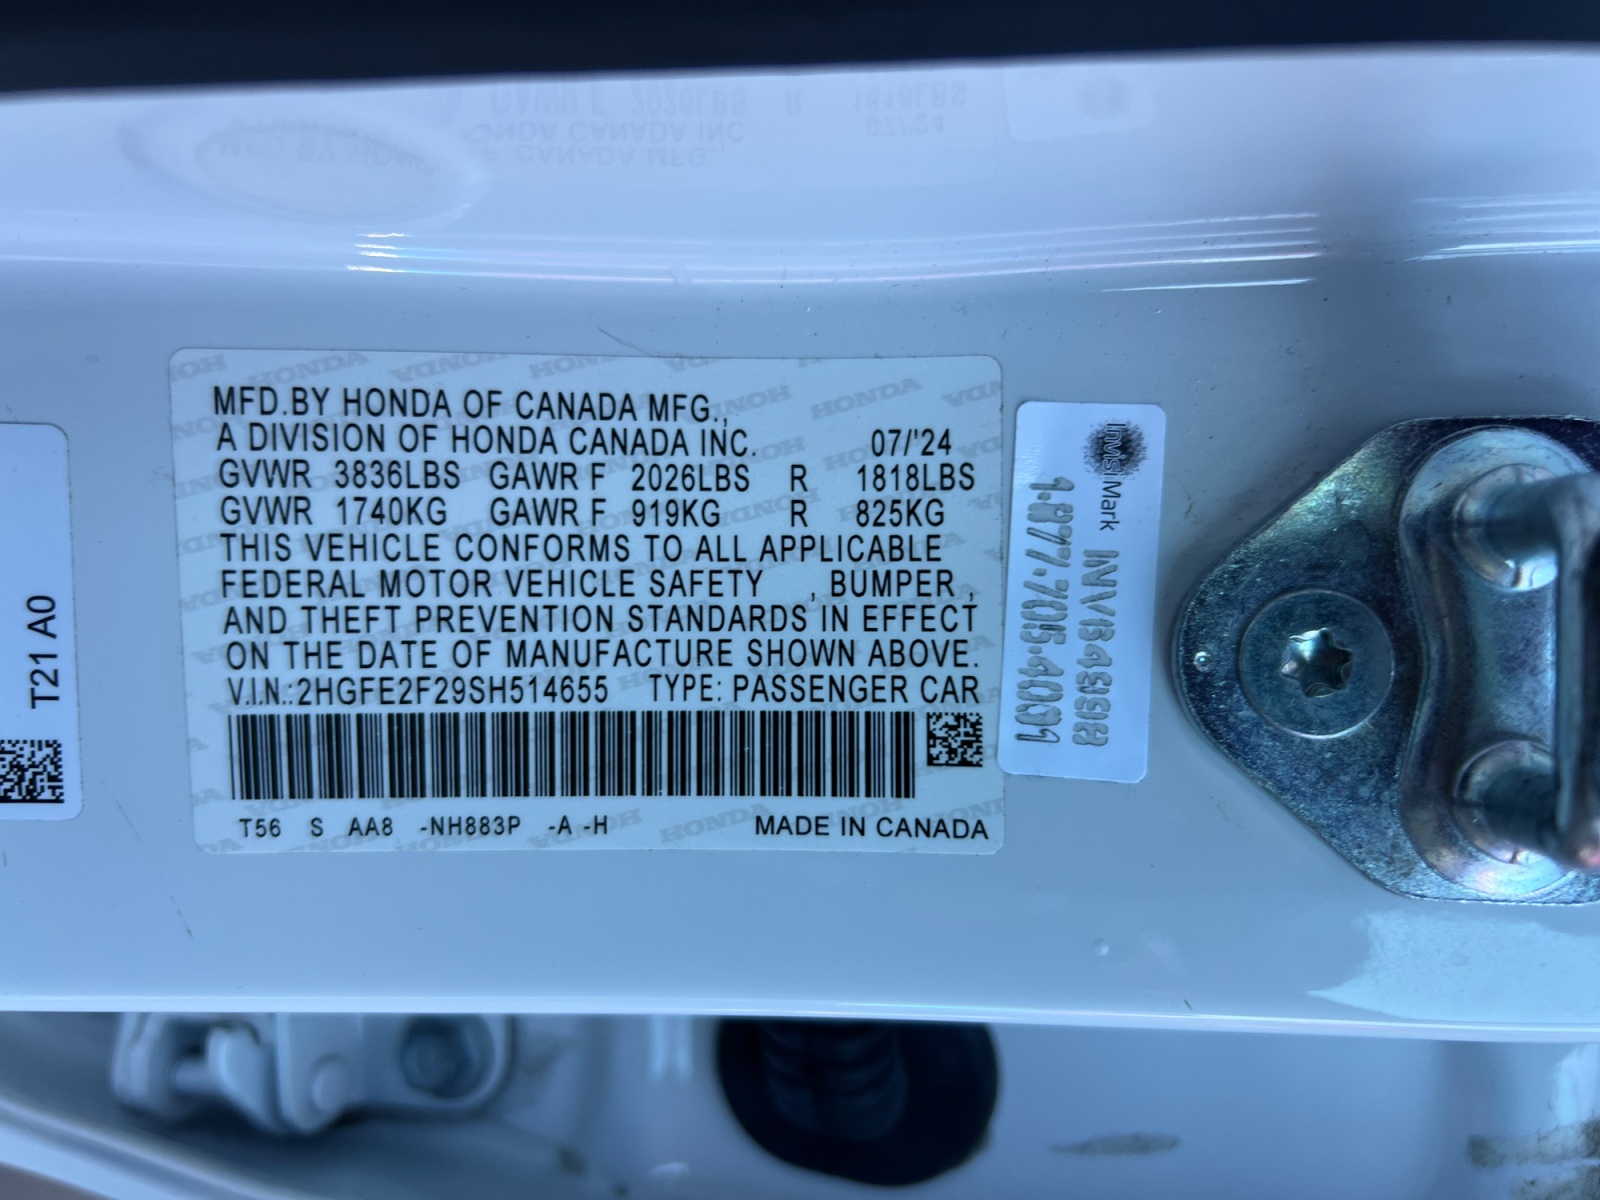 MFD.BY HONDA OF CANADA MFG.,
A DIVISION OF HONDA CANADA INC. 07/'24
GVWR 3836LBS GAWR F 2026LBS R 1818LBS
GVWR 1740KG GAWR F 919KG R 825KG
THIS VEHICLE CONFORMS TO ALL APPLICABLE
FEDERAL MOTOR VEHICLE SAFETY , BUMPER ,
AND THEFT PREVENTION STANDARDS IN EFFECT
ON THE DATE OF MANUFACTURE SHOWN ABOVE.
V.I.N.:2HGFE2F29SH514655 TYPE: PASSENGER CAR
T56 S AA8 -NH883P -A -H MADE IN CANADA
T21 A0
InMSI Mark
1·877·705·4001